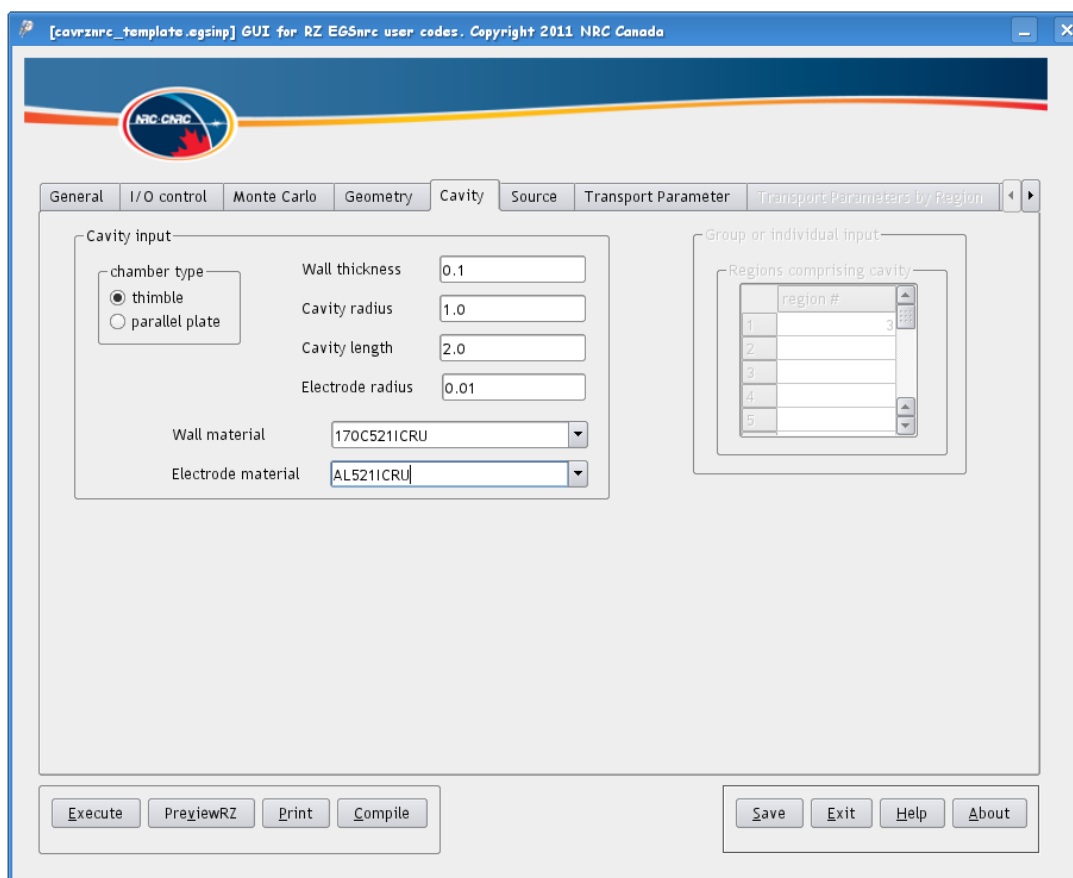 [cavrznrc_template.egsinp] GUI for RZ EGSnrc user codes. Copyright 2011 NRC Canada
NRC·CNRC
General I/O control Monte Carlo Geometry Cavity Source Transport Parameter Transport Parameters by Region
Cavity input
chamber type
thimble
parallel plate
Wall thickness 0.1
Cavity radius 1.0
Cavity length 2.0
Electrode radius 0.01
Wall material 170C521ICRU
Electrode material AL521ICRU
Group or individual input
Regions comprising cavity
region #
1 3
2
3
4
5
Execute PreviewRZ Print Compile Save Exit Help About